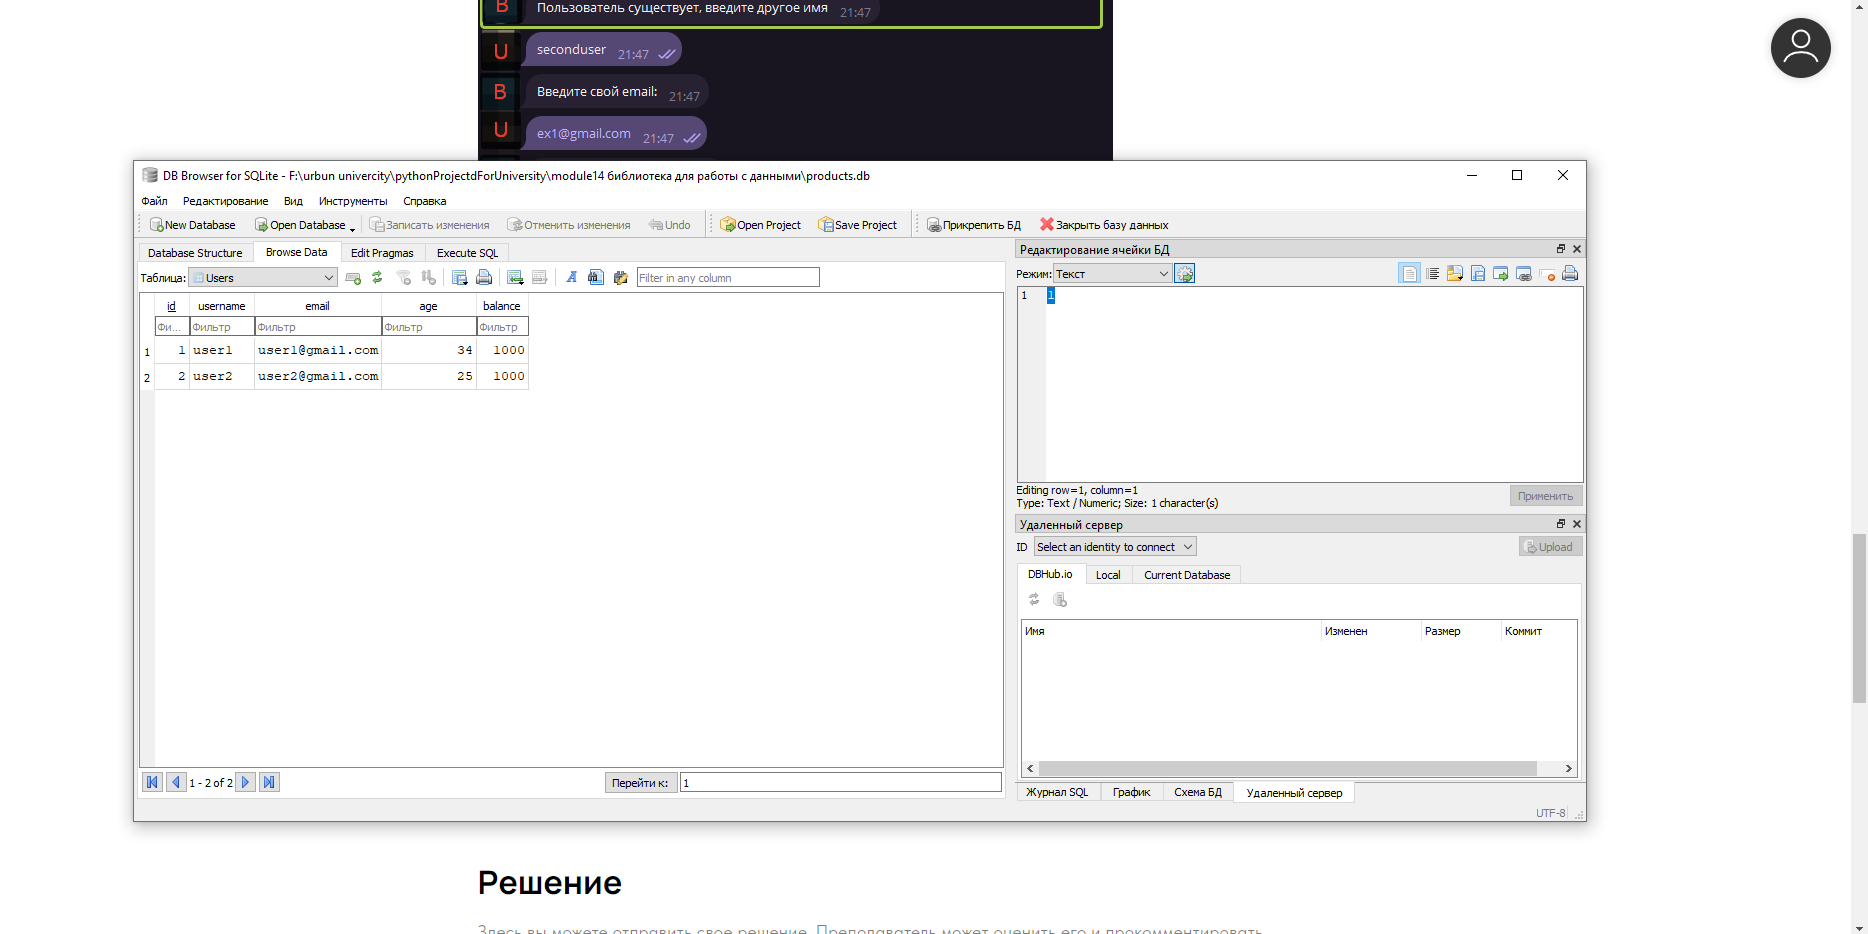 В Пользователь существует, введите другое имя 21:47
U seconduser 21:47
B Введите свой email: 21:47
U ex1@gmail.com 21:47
DB Browser for SQLite - F:\urbun univercity\pythonProjectdForUniversity\module14 библиотека для работы с данными\products.db
Файл Редактирование Вид Инструменты Справка
New Database Open Database Записать изменения Отменить изменения Undo Open Project Save Project Прикрепить БД Закрыть базу данных
Database Structure Browse Data Edit Pragmas Execute SQL
Таблица: Users Filter in any column
id username email age balance
Фи... Фильтр Фильтр Фильтр Фильтр
1 1 user1 user1@gmail.com 34 1000
2 2 user2 user2@gmail.com 25 1000
1 - 2 of 2 Перейти к: 1
Редактирование ячейки БД
Режим: Текст
1 1
Editing row=1, column=1
Type: Text / Numeric; Size: 1 character(s)
Применить
Удаленный сервер
ID Select an identity to connect Upload
DBHub.io Local Current Database
Имя Изменен Размер Коммит
Журнал SQL График Схема БД Удаленный сервер
UTF-8
Решение
Здесь вы можете отправить свое решение. Преподаватель может оценить его и прокомментировать